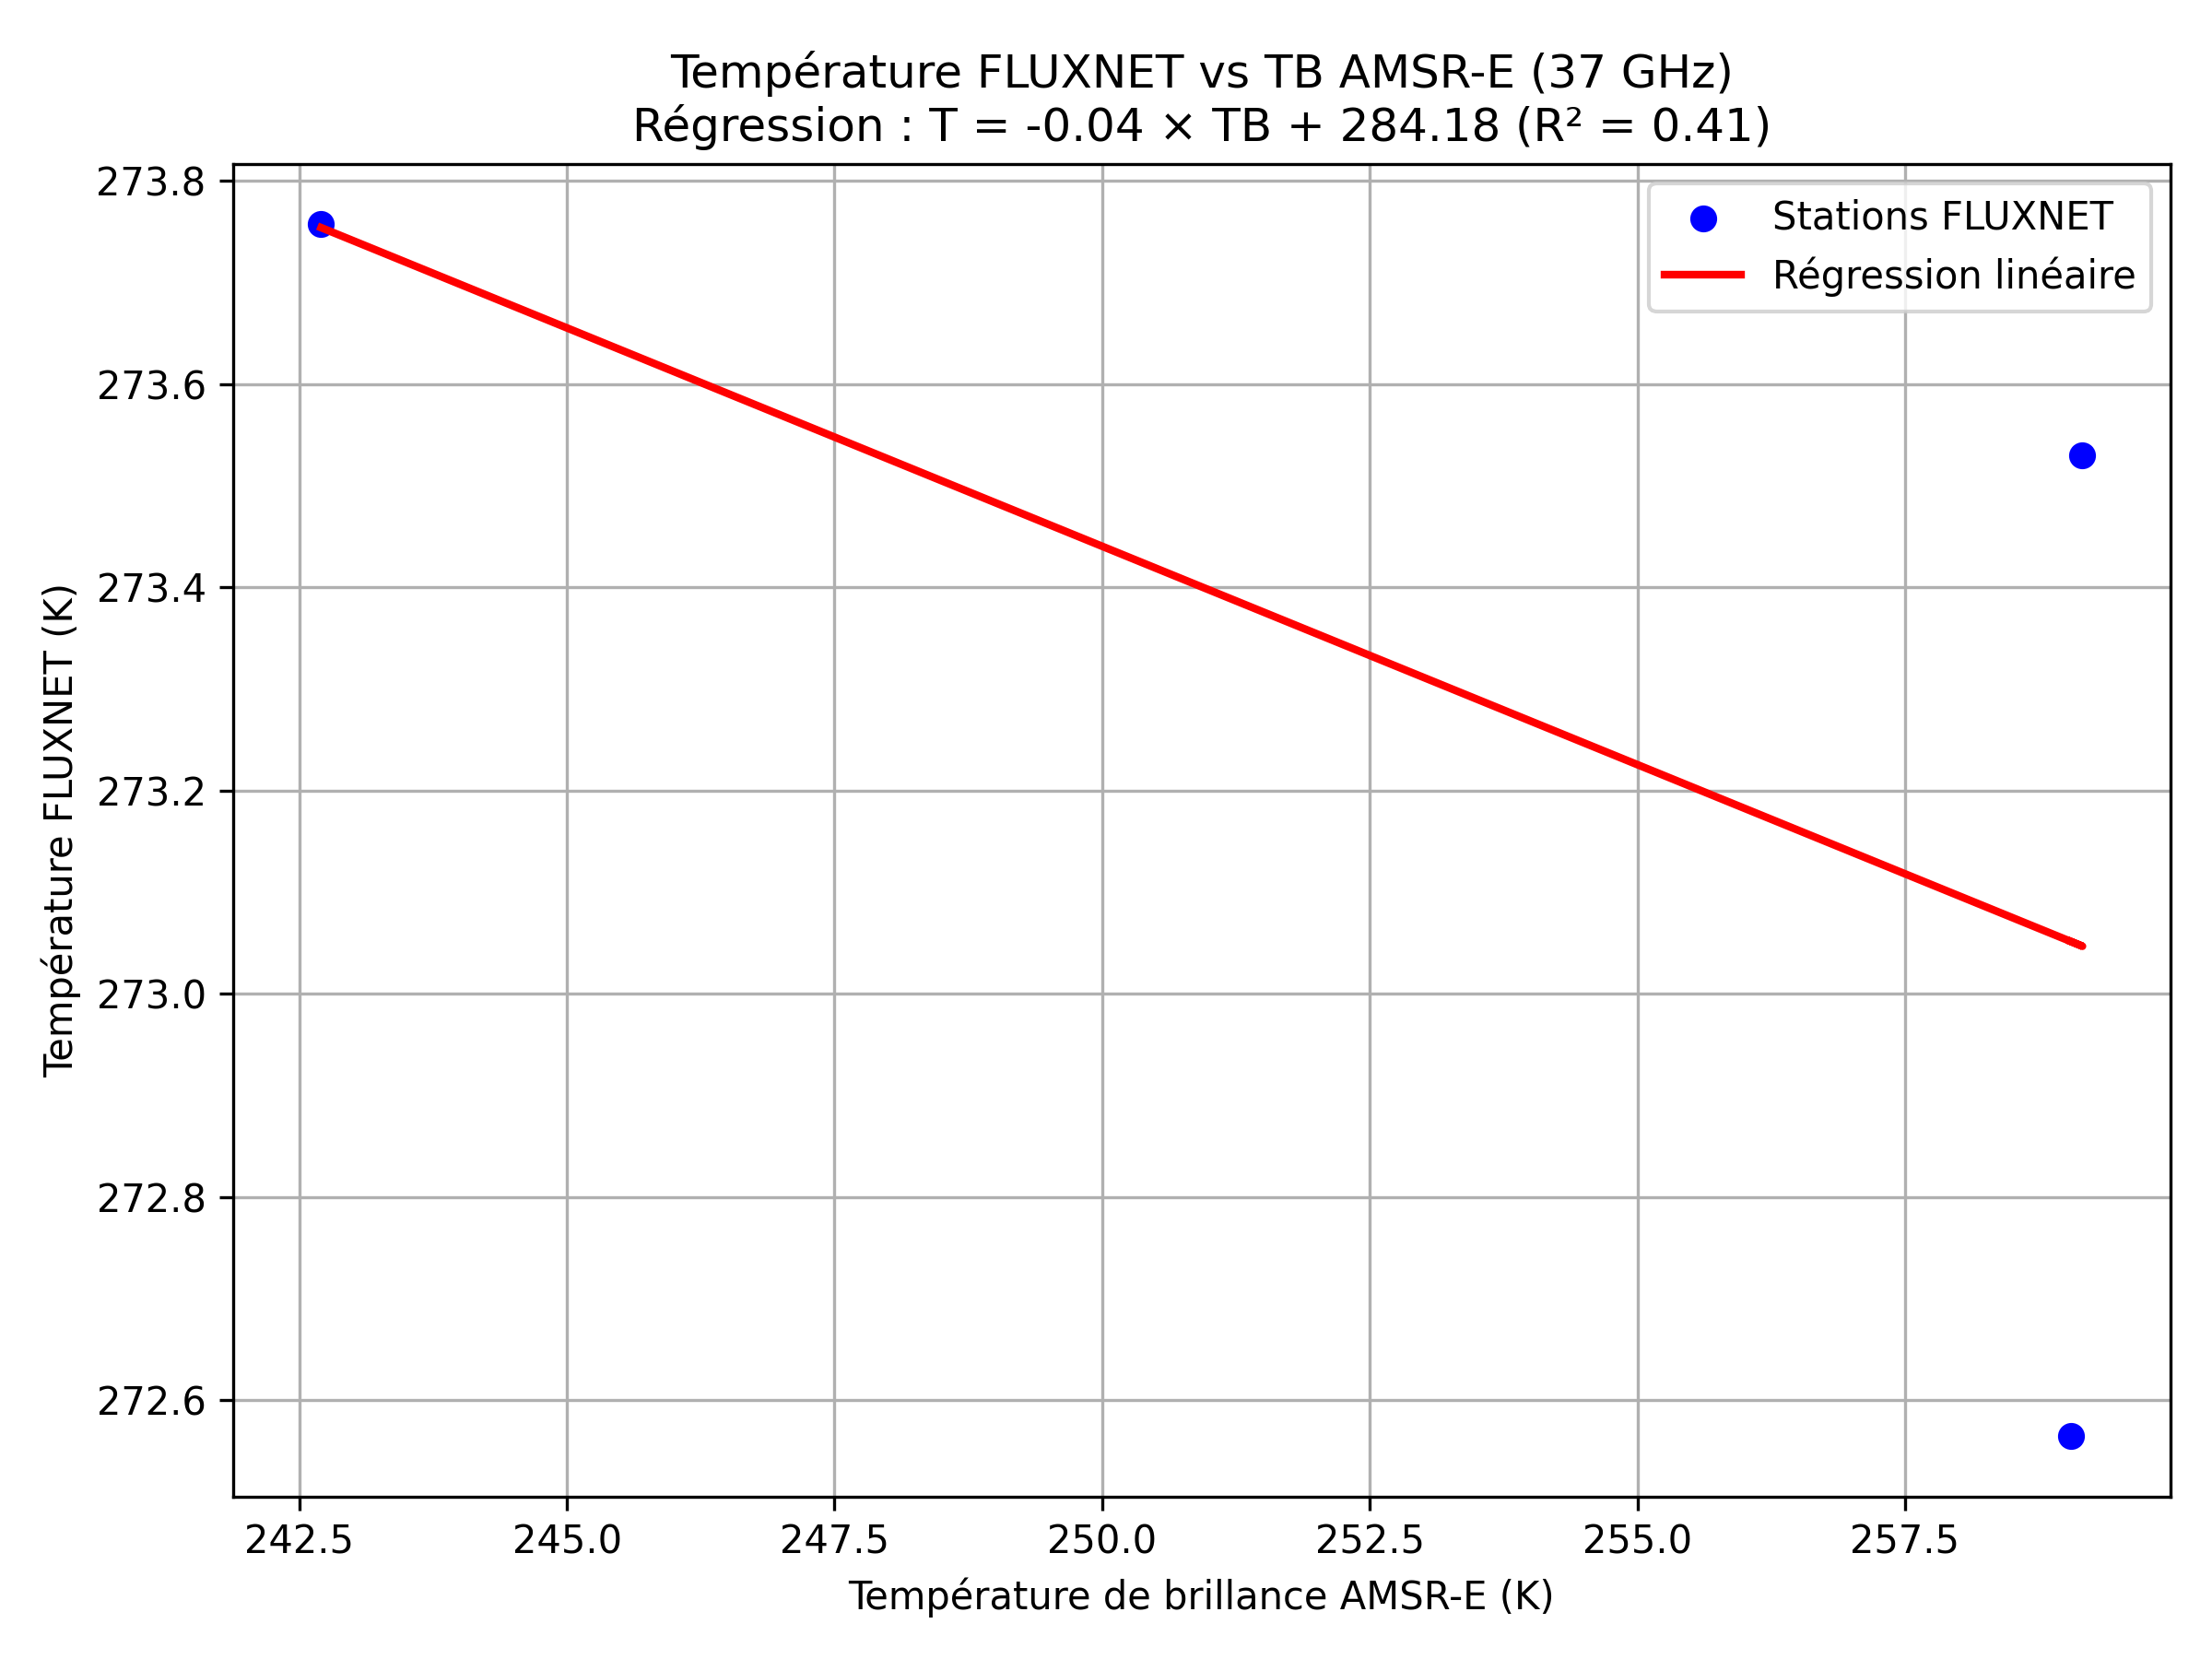 Température FLUXNET vs TB AMSR-E (37 GHz)
Régression : T = -0.04 × TB + 284.18 (R² = 0.41)
Stations FLUXNET
Régression linéaire
Température FLUXNET (K)
273.8
273.6
273.4
273.2
273.0
272.8
272.6
242.5 245.0 247.5 250.0 252.5 255.0 257.5
Température de brillance AMSR-E (K)